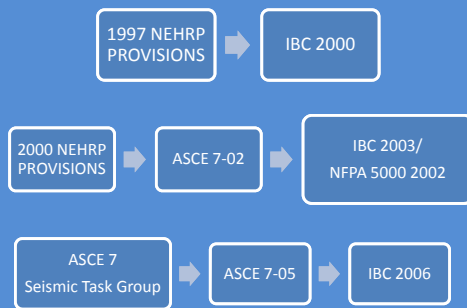 1997 NEHRP
PROVISIONS
IBC 2000
2000 NEHRP
PROVISIONS
ASCE 7-02
IBC 2003/
NFPA 5000 2002
ASCE 7
Seismic Task Group
ASCE 7-05
IBC 2006